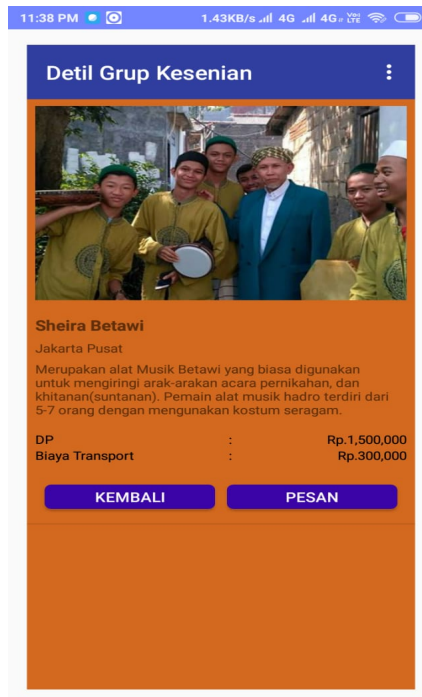 11:38 PM 1.43KB/s 4G 4G VoLTE
Detil Grup Kesenian
Sheira Betawi
Jakarta Pusat
Merupakan alat Musik Betawi yang biasa digunakan
untuk mengiringi arak-arakan acara pernikahan, dan
khitanan(suntanan). Pemain alat musik hadro terdiri dari
5-7 orang dengan mengunakan kostum seragam.
DP : Rp.1,500,000
Biaya Transport : Rp.300,000
KEMBALI PESAN